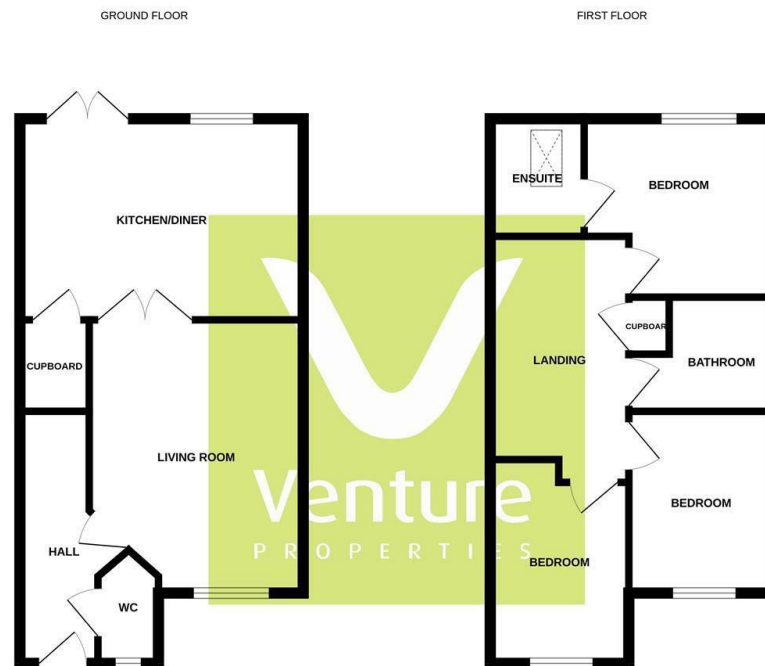 GROUND FLOOR
FIRST FLOOR
KITCHEN/DINER
CUPBOARD
LIVING ROOM
HALL
WC
ENSUITE
BEDROOM
CUPBOAR
LANDING
BATHROOM
BEDROOM
BEDROOM
Venture
PROPERTIES